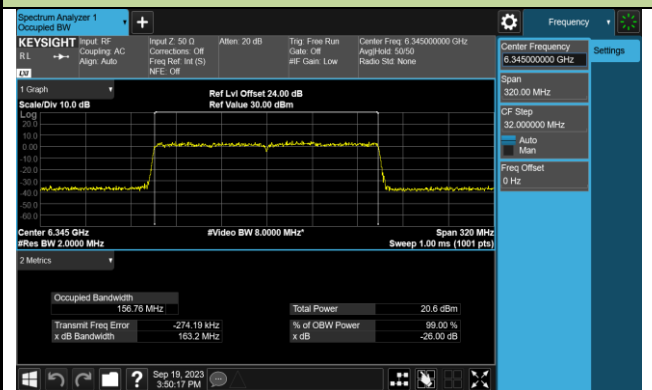 Spectrum Analyzer 1
Occupied BW
Frequency
KEYSIGHT
RL
LXI
Input: RF
Coupling: AC
Align: Auto
Input Z: 50 Ω
Corrections: Off
Freq Ref: Int (S)
NFE: Off
Atten: 20 dB
Trig: Free Run
Gate: Off
#IF Gain: Low
Center Freq: 6.345000000 GHz
Avg|Hold: 50/50
Radio Std: None
Center Frequency
6.345000000 GHz
Settings
Span
320.00 MHz
CF Step
32.000000 MHz
Auto
Man
Freq Offset
0 Hz
1 Graph
Scale/Div 10.0 dB
Ref Lvl Offset 24.00 dB
Ref Value 30.00 dBm
Log
20.0
10.0
0.00
-10.0
-20.0
-30.0
-40.0
-50.0
-60.0
Center 6.345 GHz
#Res BW 2.0000 MHz
#Video BW 8.0000 MHz*
Span 320 MHz
Sweep 1.00 ms (1001 pts)
2 Metrics
Occupied Bandwidth
156.76 MHz
Total Power 20.6 dBm
Transmit Freq Error -274.19 kHz
% of OBW Power 99.00 %
x dB Bandwidth 163.2 MHz
x dB -26.00 dB
?
Sep 19, 2023
3:50:17 PM